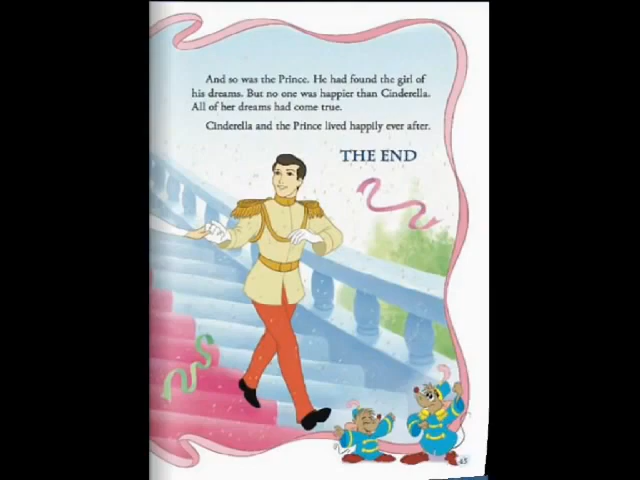 And so was the Prince. He had found the girl of
his dreams. But no one was happier than Cinderella.
All of her dreams had come true.
Cinderella and the Prince lived happily ever after.
THE END
45